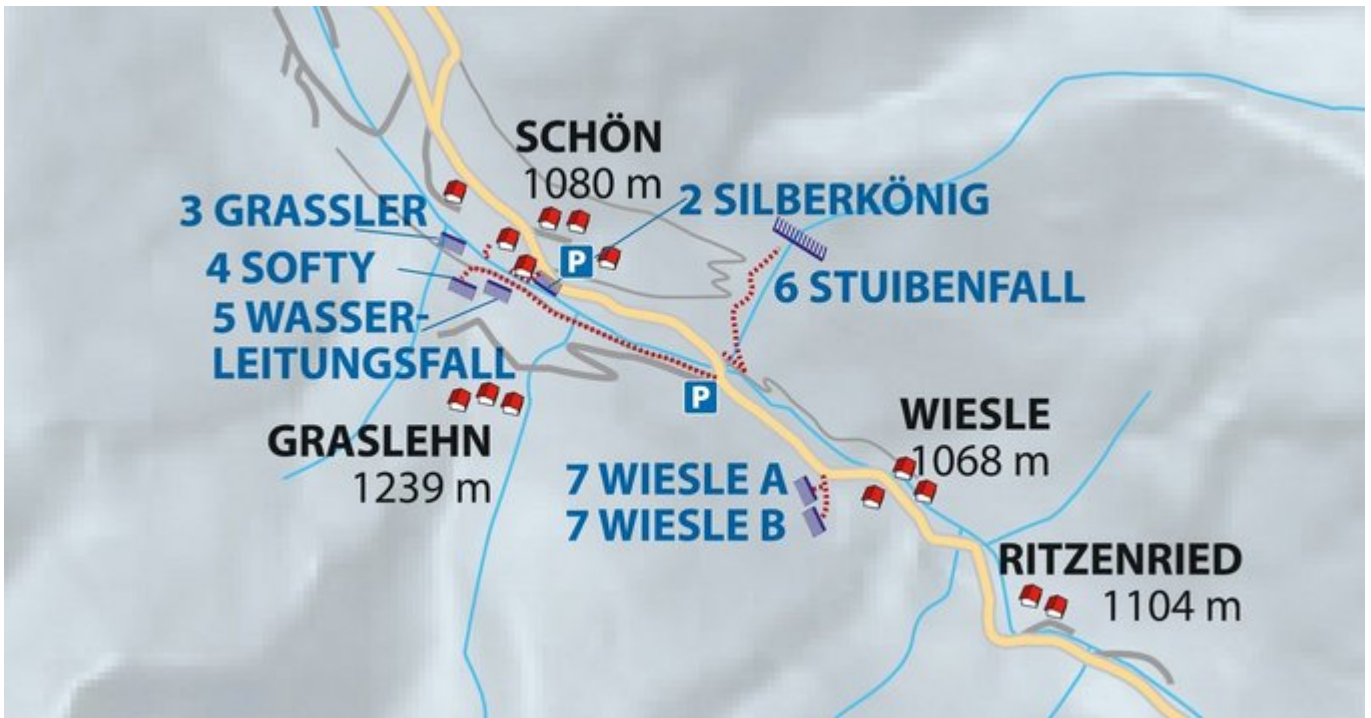 SCHÖN
1080 m
3 GRASSLER
2 SILBERKÖNIG
4 SOFTY
P
6 STUIBENFALL
5 WASSER-
LEITUNGSFALL
P
GRASLEHN
1239 m
WIESLE
1068 m
7 WIESLE A
7 WIESLE B
RITZENRIED
1104 m